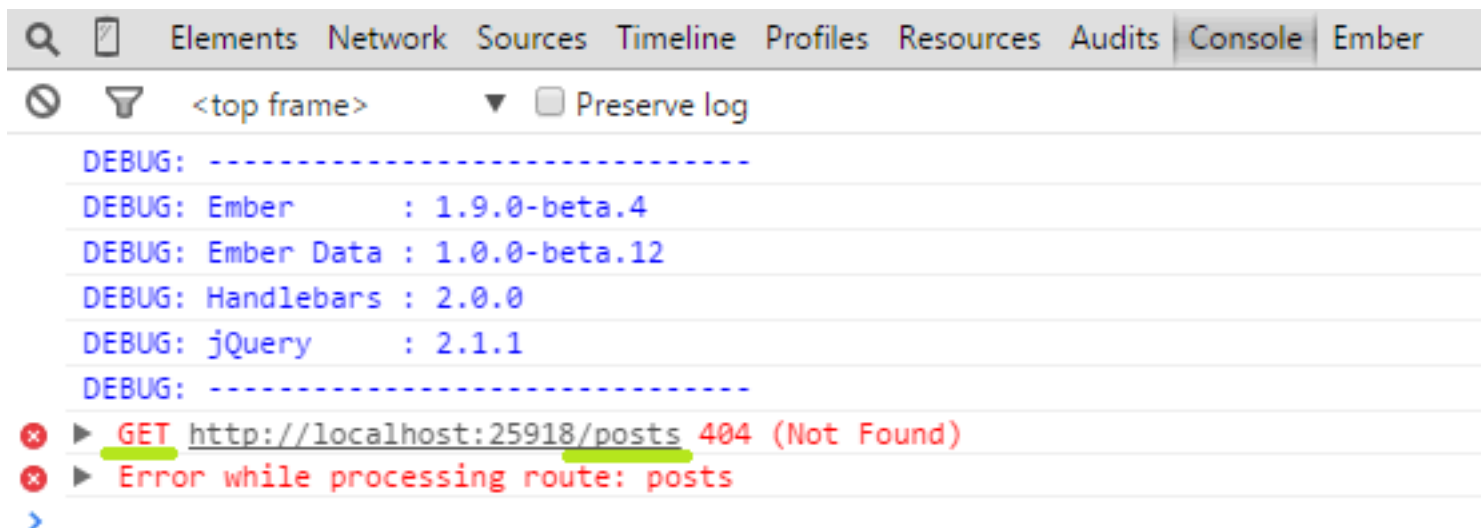 Elements Network Sources Timeline Profiles Resources Audits Console Ember
<top frame> ▼ Preserve log
DEBUG: -------------------------------
DEBUG: Ember      : 1.9.0-beta.4
DEBUG: Ember Data : 1.0.0-beta.12
DEBUG: Handlebars : 2.0.0
DEBUG: jQuery     : 2.1.1
DEBUG: -------------------------------
GET http://localhost:25918/posts 404 (Not Found)
Error while processing route: posts